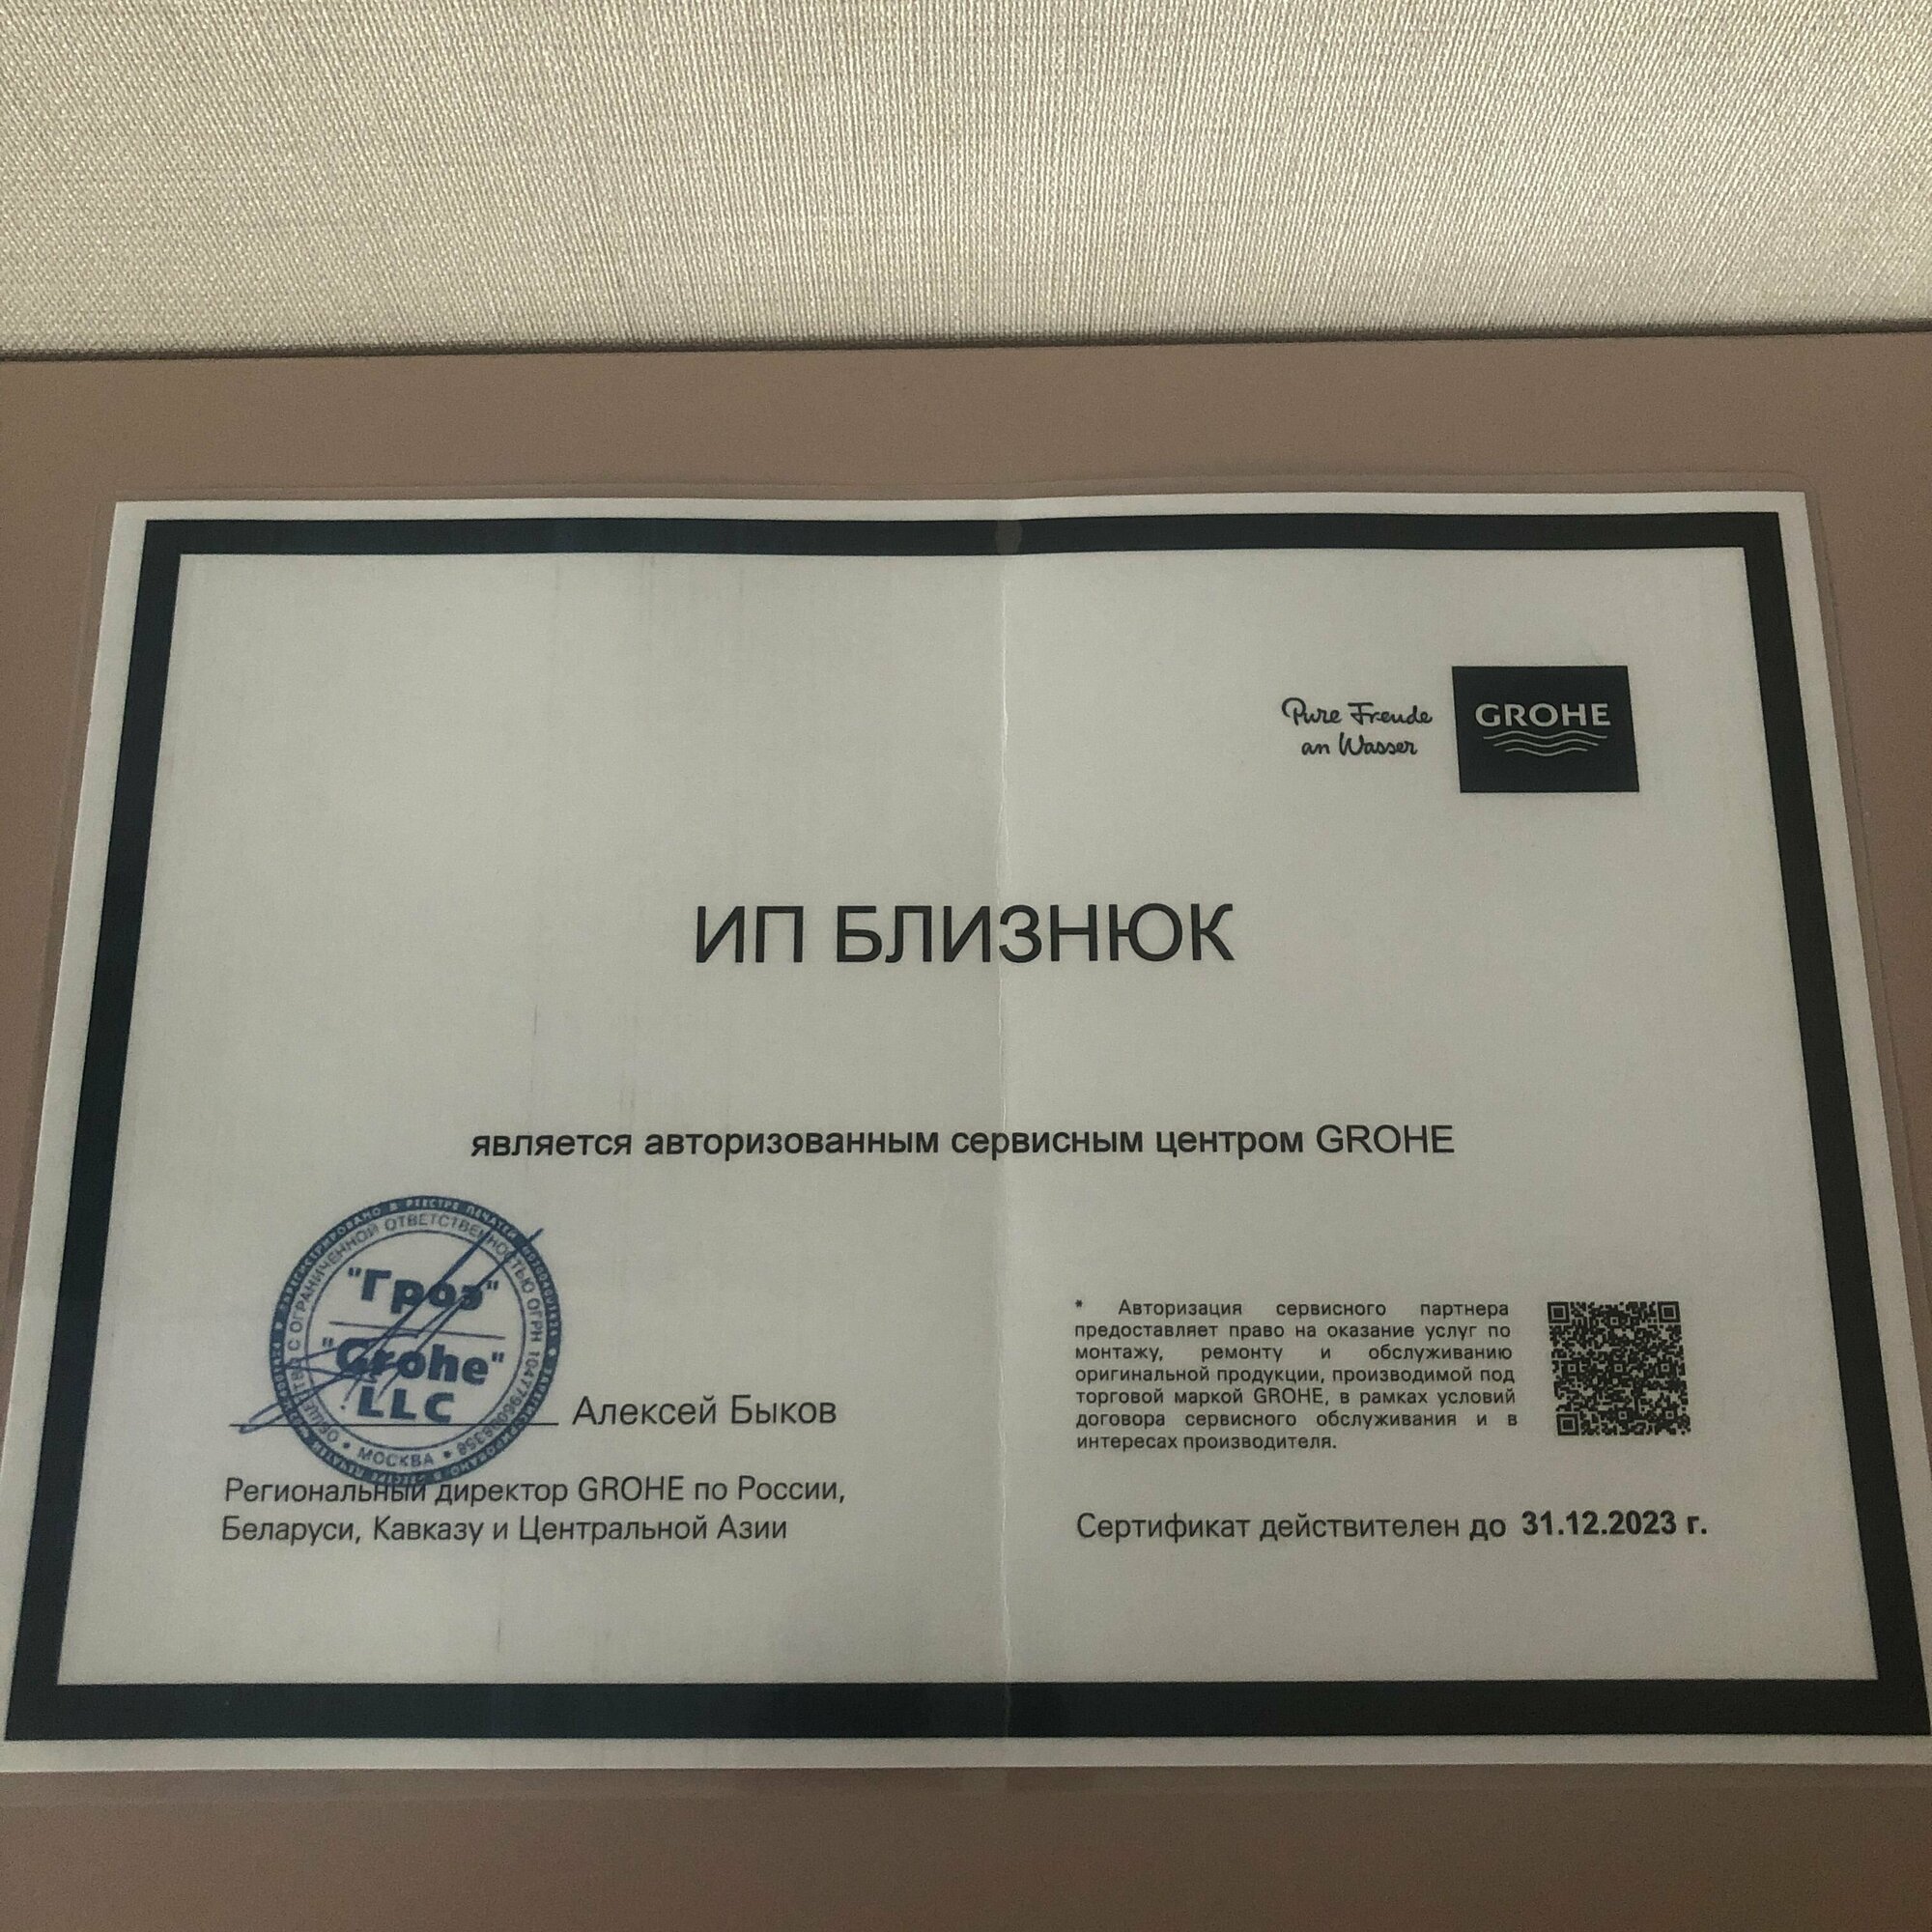 Pure Freude
an Wasser
GROHE
ИП БЛИЗНЮК
является авторизованным сервисным центром GROHE
С ОГРАНИЧЕННОЙ ОТВЕТСТВЕННОСТЬЮ ОГРН
МОСКВА
"Гроэ"
"Grohe"
LLC
Алексей Быков
Региональный директор GROHE по России,
Беларуси, Кавказу и Центральной Азии
* Авторизация сервисного партнера
предоставляет право на оказание услуг по
монтажу, ремонту и обслуживанию
оригинальной продукции, производимой под
торговой маркой GROHE, в рамках условий
договора сервисного обслуживания и в
интересах производителя.
Сертификат действителен до 31.12.2023 г.